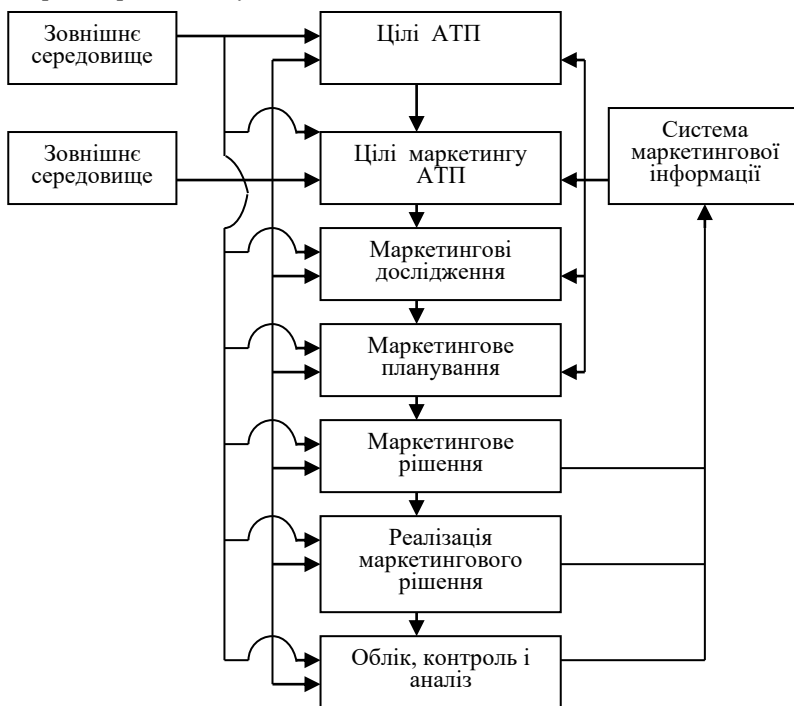 Зовнішнє
середовище
Цілі АТП
Зовнішнє
середовище
Цілі маркетингу
АТП
Система
маркетингової
інформації
Маркетингові
дослідження
Маркетингове
планування
Маркетингове
рішення
Реалізація
маркетингового
рішення
Облік, контроль і
аналіз